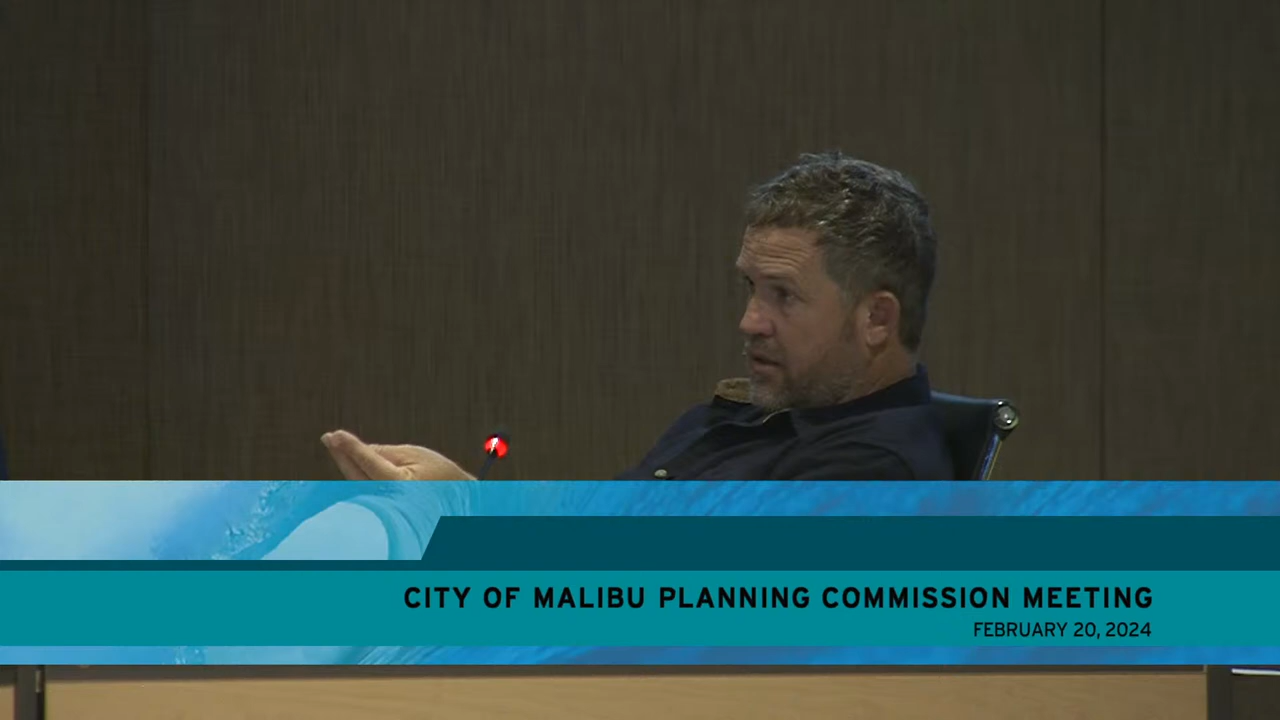 CITY OF MALIBU PLANNING COMMISSION MEETING
FEBRUARY 20, 2024